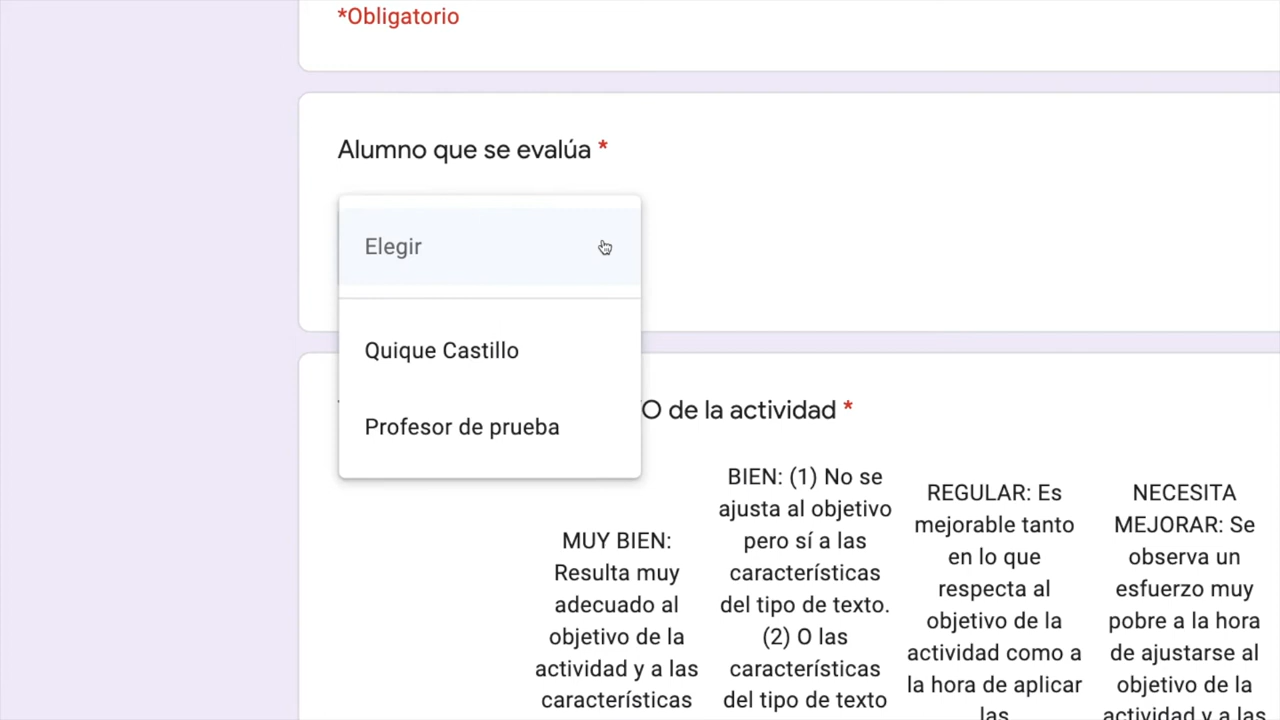 *Obligatorio
Alumno que se evalúa *
Elegir
Quique Castillo
Profesor de prueba
O de la actividad *
MUY BIEN:
Resulta muy
adecuado al
objetivo de la
actividad y a las
características
BIEN: (1) No se
ajusta al objetivo
pero sí a las
características
del tipo de texto.
(2) O las
características
del tipo de texto
REGULAR: Es
mejorable tanto
en lo que
respecta al
objetivo de la
actividad como a
la hora de aplicar
las
NECESITA
MEJORAR: Se
observa un
esfuerzo muy
pobre a la hora
de ajustarse al
objetivo de la
actividad y a las